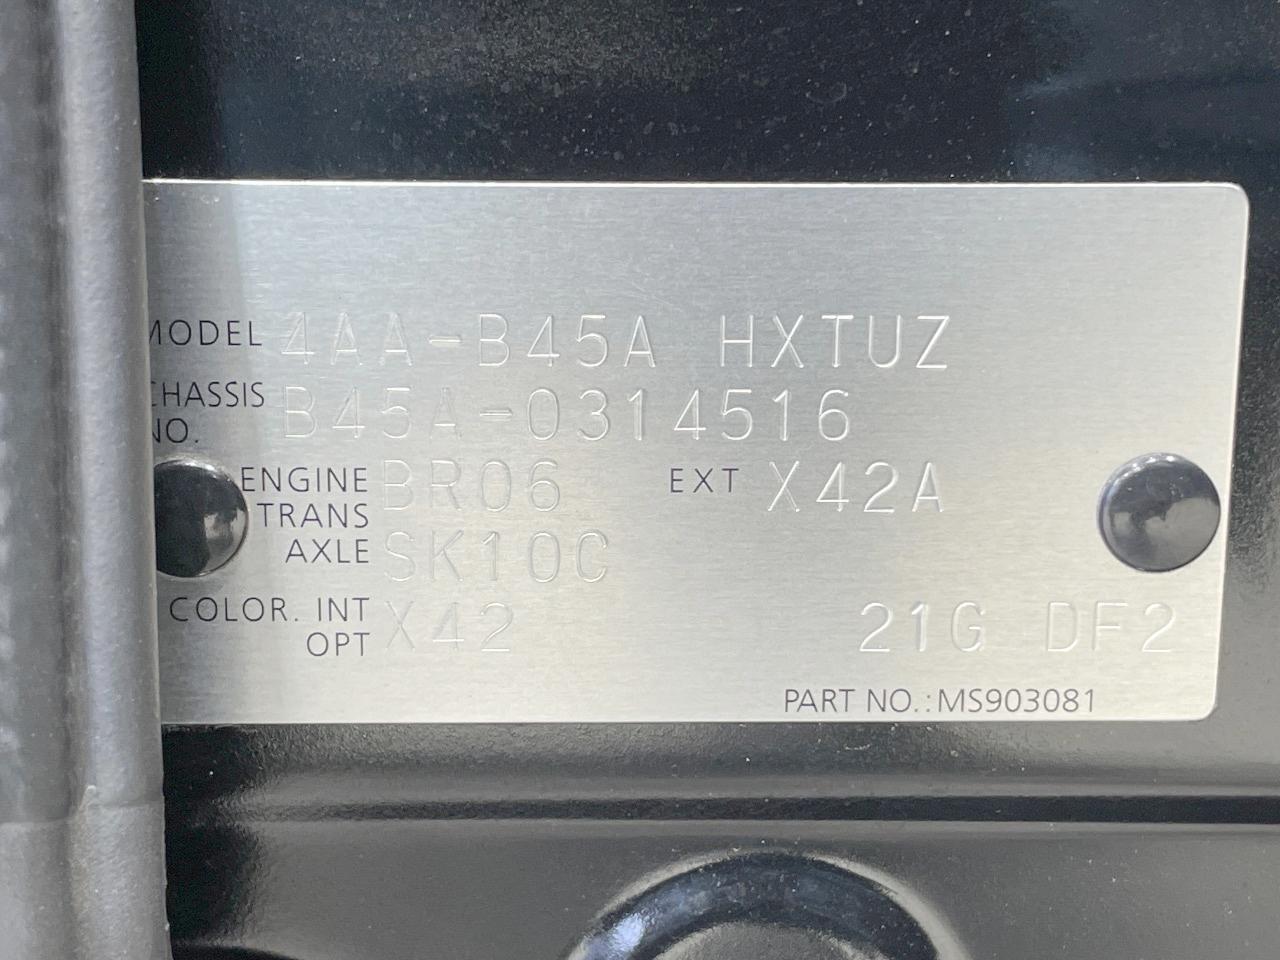 MODEL 4AA-B45A HXTUZ
CHASSIS NO. B45A-0314516
ENGINE BR06 EXT X42A
TRANS AXLE SK10C
COLOR. INT OPT X42 21G DF2
PART NO.:MS903081